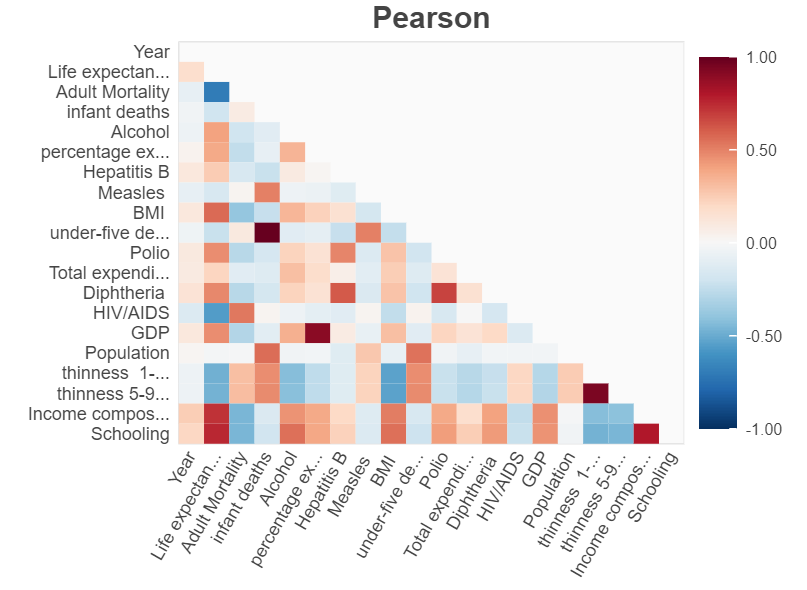 Pearson
Year
Life expectan...
Adult Mortality
infant deaths
Alcohol
percentage ex...
Hepatitis B
Measles
BMI
under-five de...
Polio
Total expendi...
Diphtheria
HIV/AIDS
GDP
Population
thinness  1-...
thinness 5-9...
Income compos...
Schooling
Year
Life expectan...
Adult Mortality
infant deaths
Alcohol
percentage ex...
Hepatitis B
Measles
BMI
under-five de...
Polio
Total expendi...
Diphtheria
HIV/AIDS
GDP
Population
thinness  1-...
thinness 5-9...
Income compos...
Schooling
1.00
0.50
0.00
-0.50
-1.00